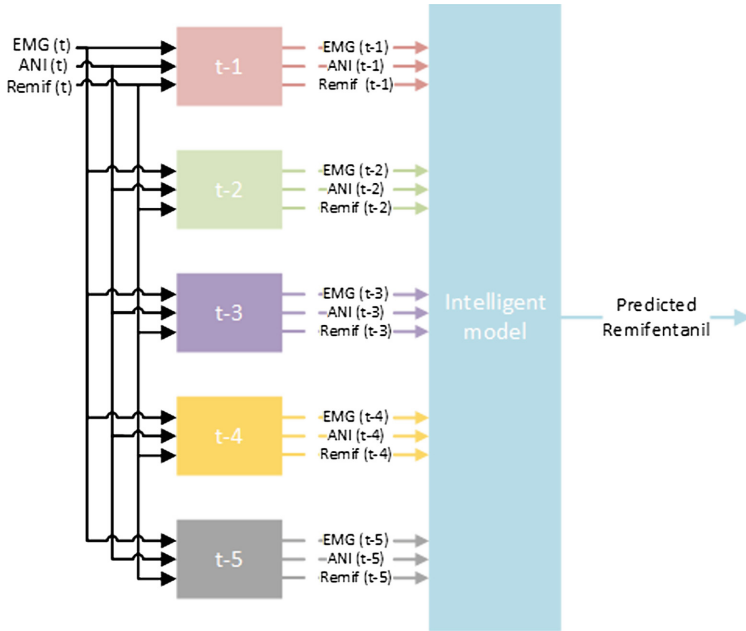 EMG (t)
ANI (t)
Remif (t)
t-1
EMG (t-1)
ANI (t-1)
Remif (t-1)
t-2
EMG (t-2)
ANI (t-2)
Remif (t-2)
t-3
EMG (t-3)
ANI (t-3)
Remif (t-3)
t-4
EMG (t-4)
ANI (t-4)
Remif (t-4)
t-5
EMG (t-5)
ANI (t-5)
Remif (t-5)
Intelligent
model
Predicted
Remifentanil